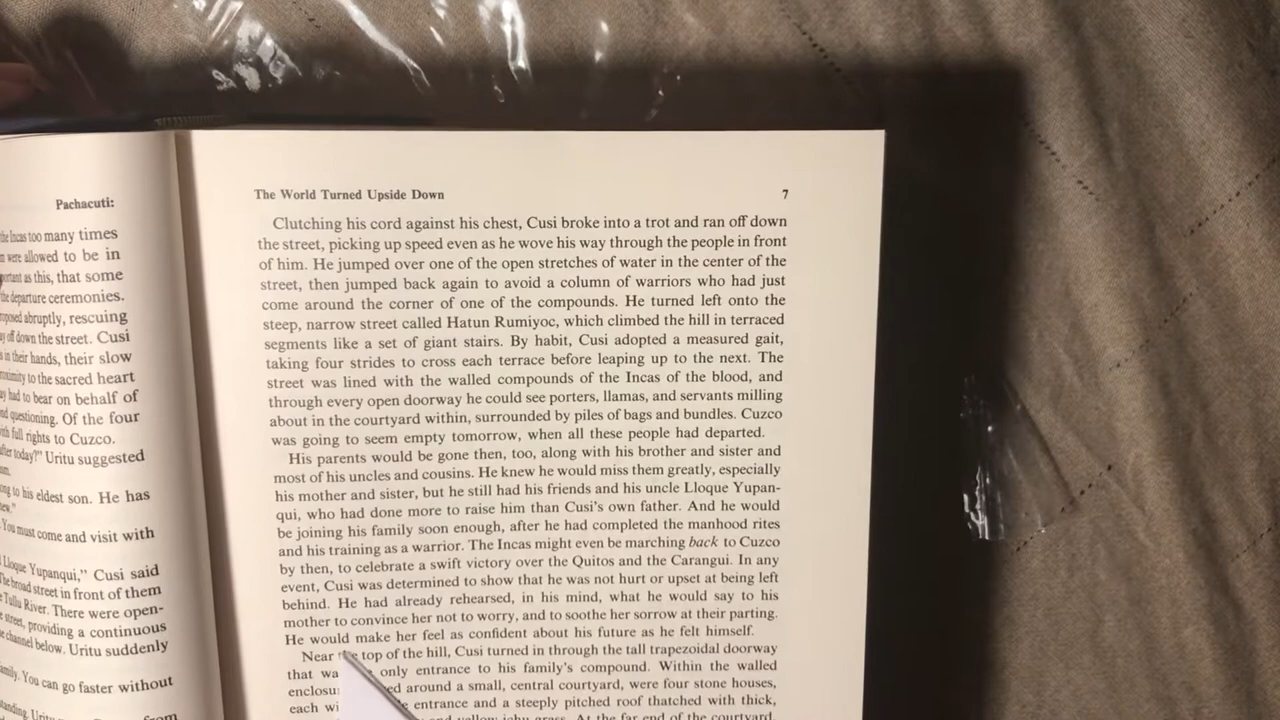 Pachacuti:
the Incas too many times
were allowed to be in
as this, that some
the departure ceremonies.
abruptly, rescuing
off down the street. Cusi
in their hands, their slow
to the sacred heart
had to bear on behalf of
and questioning. Of the four
with full rights to Cuzco.
after today?" Uritu suggested
to his eldest son. He has
You must come and visit with
Lloque Yupanqui," Cusi said
The broad street in front of them
Tullu River. There were open-
street, providing a continuous
channel below. Uritu suddenly
You can go faster without
from
The World Turned Upside Down 7
Clutching his cord against his chest, Cusi broke into a trot and ran off down
the street, picking up speed even as he wove his way through the people in front
of him. He jumped over one of the open stretches of water in the center of the
street, then jumped back again to avoid a column of warriors who had just
come around the corner of one of the compounds. He turned left onto the
steep, narrow street called Hatun Rumiyoc, which climbed the hill in terraced
segments like a set of giant stairs. By habit, Cusi adopted a measured gait,
taking four strides to cross each terrace before leaping up to the next. The
street was lined with the walled compounds of the Incas of the blood, and
through every open doorway he could see porters, llamas, and servants milling
about in the courtyard within, surrounded by piles of bags and bundles. Cuzco
was going to seem empty tomorrow, when all these people had departed.
His parents would be gone then, too, along with his brother and sister and
most of his uncles and cousins. He knew he would miss them greatly, especially
his mother and sister, but he still had his friends and his uncle Lloque Yupan-
qui, who had done more to raise him than Cusi's own father. And he would
be joining his family soon enough, after he had completed the manhood rites
and his training as a warrior. The Incas might even be marching back to Cuzco
by then, to celebrate a swift victory over the Quitos and the Carangui. In any
event, Cusi was determined to show that he was not hurt or upset at being left
behind. He had already rehearsed, in his mind, what he would say to his
mother to convince her not to worry, and to soothe her sorrow at their parting.
He would make her feel as confident about his future as he felt himself.
Near the top of the hill, Cusi turned in through the tall trapezoidal doorway
that only entrance to his family's compound. Within the walled
around a small, central courtyard, were four stone houses,
each entrance and a steeply pitched roof thatched with thick,
and yellow ichu grass. At the far end of the courtyard,